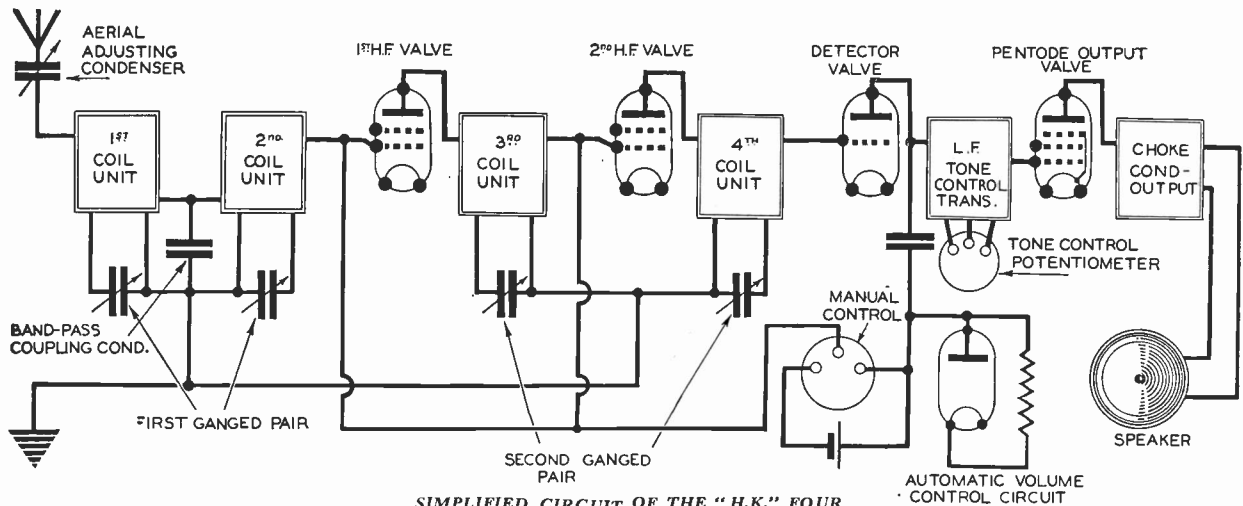 AERIAL
ADJUSTING
CONDENSER
1ST H.F VALVE
2ND H.F VALVE
DETECTOR
VALVE
PENTODE OUTPUT
VALVE
1ST
COIL
UNIT
2ND
COIL
UNIT
3RD
COIL
UNIT
4TH
COIL
UNIT
L.F.
TONE
CONTROL
TRANS.
CHOKE
COND-
OUTPUT
TONE CONTROL
POTENTIOMETER
MANUAL
CONTROL
BAND-PASS
COUPLING COND.
FIRST GANGED PAIR
SECOND GANGED
PAIR
SPEAKER
AUTOMATIC VOLUME
CONTROL CIRCUIT
SIMPLIFIED CIRCUIT OF THE "H.K." FOUR